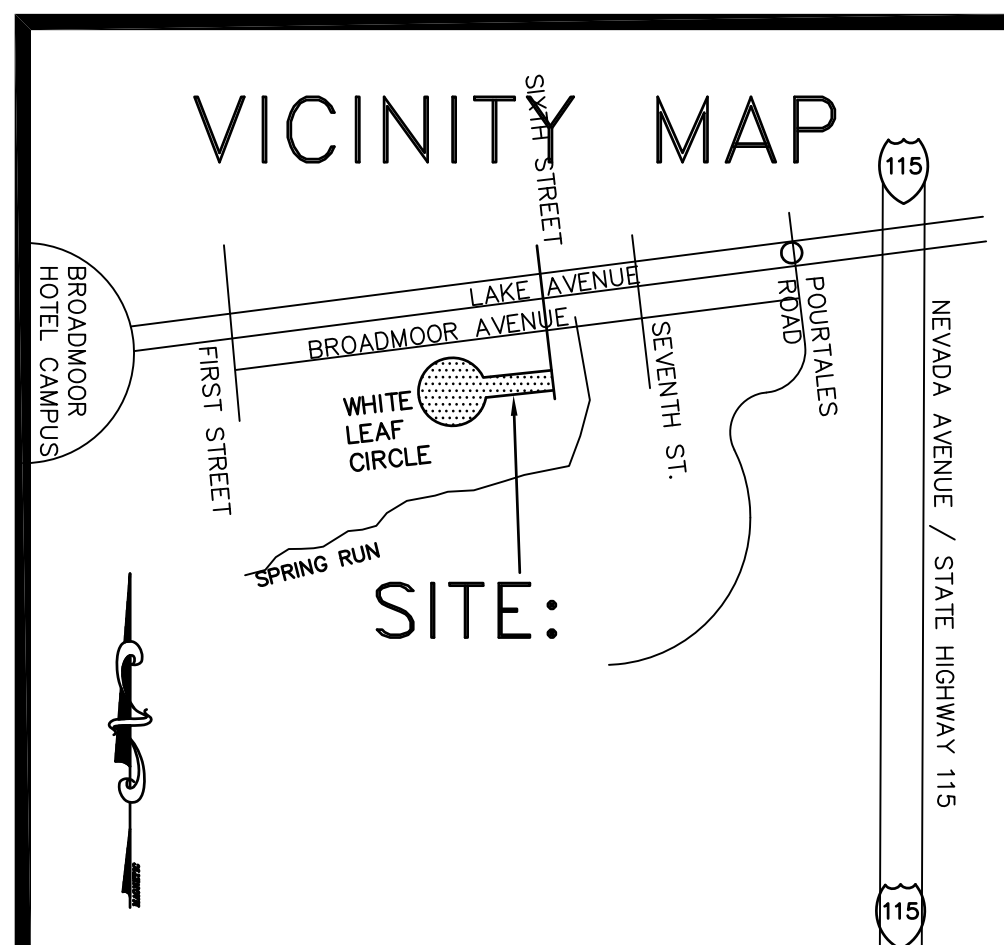 VICINITY MAP
SIXTH STREET
115
LAKE AVENUE
BROADMOOR AVENUE
BROADMOOR
HOTEL CAMPUS
FIRST STREET
WHITE
LEAF
CIRCLE
SEVENTH ST.
POURTALES
ROAD
NEVADA AVENUE / STATE HIGHWAY 115
SPRING RUN
SITE:
115